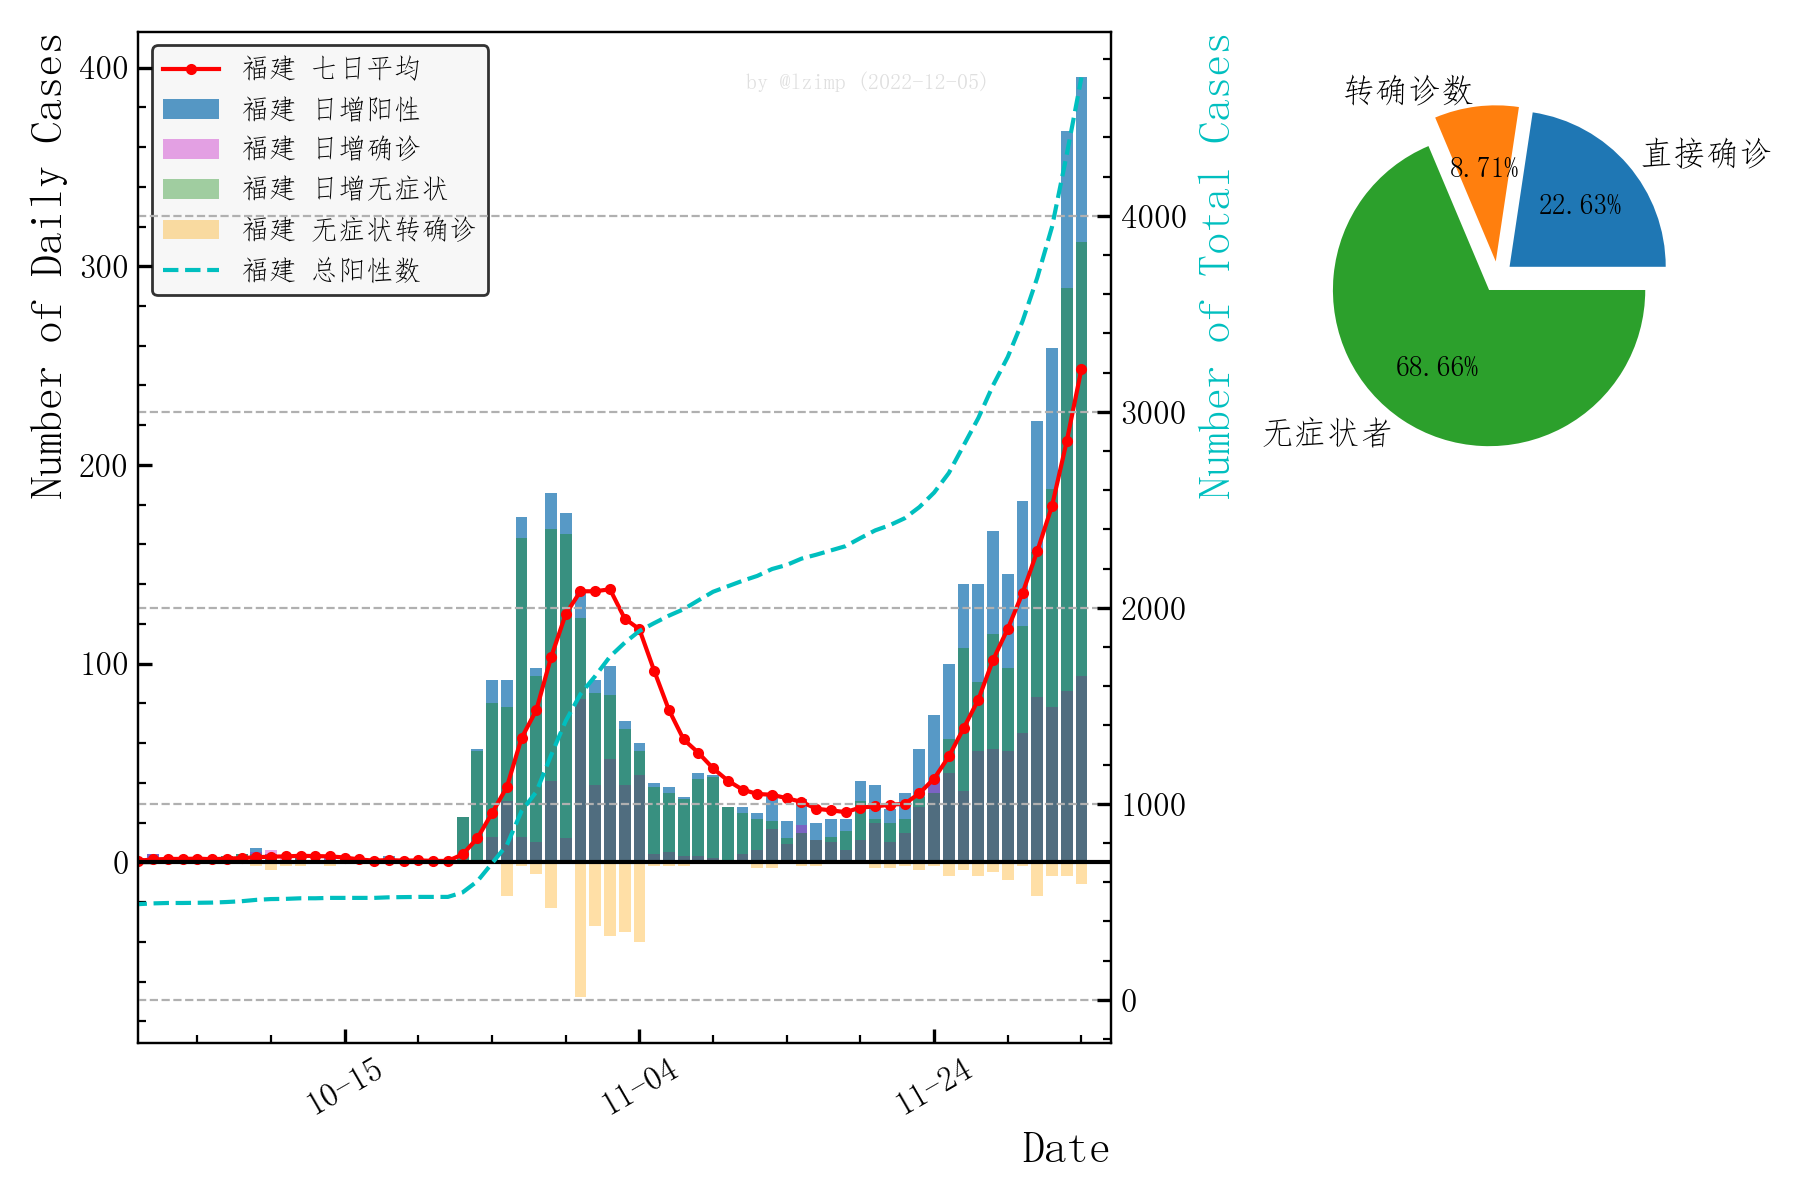 Number of Daily Cases
400
300
200
100
0
福建 七日平均
福建 日增阳性
福建 日增确诊
福建 日增无症状
福建 无症状转确诊
福建 总阳性数
by @lzimp (2022-12-05)
4000
3000
2000
1000
0
Number of Total Cases
10-15
11-04
11-24
Date
转确诊数
直接确诊
8.71%
22.63%
68.66%
无症状者